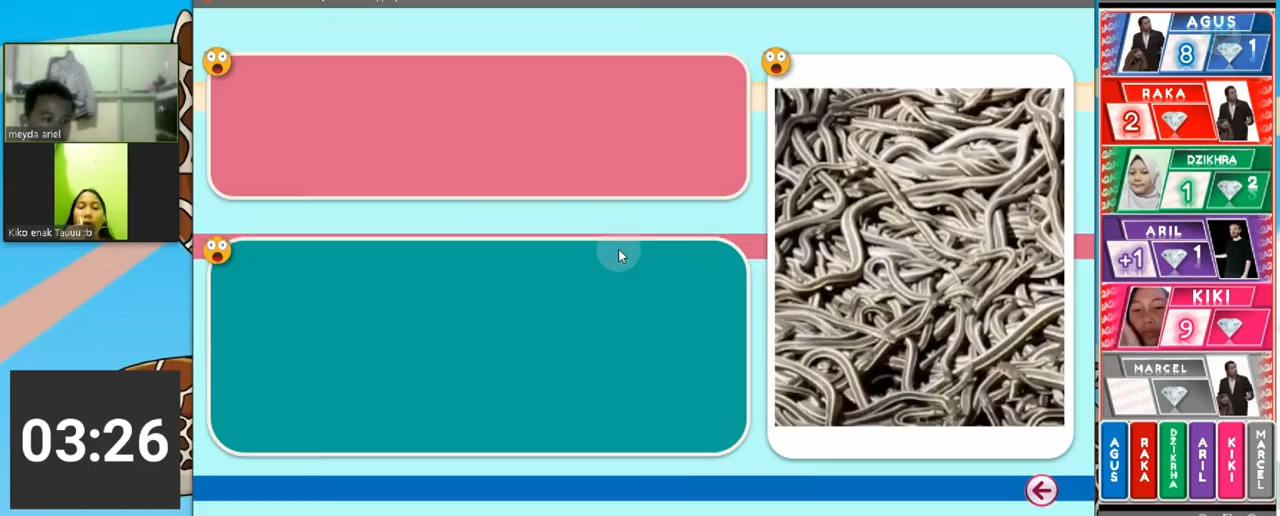 meyda ariel
Kiko enak Tauuu :b
03:26
AGUS
8
1
RAKA
2
DZIKHRA
1
2
ARIL
+1
1
KIKI
9
MARCEL
AGUS
RAKA
DZIKRHA
ARIL
KIKI
MARCEL